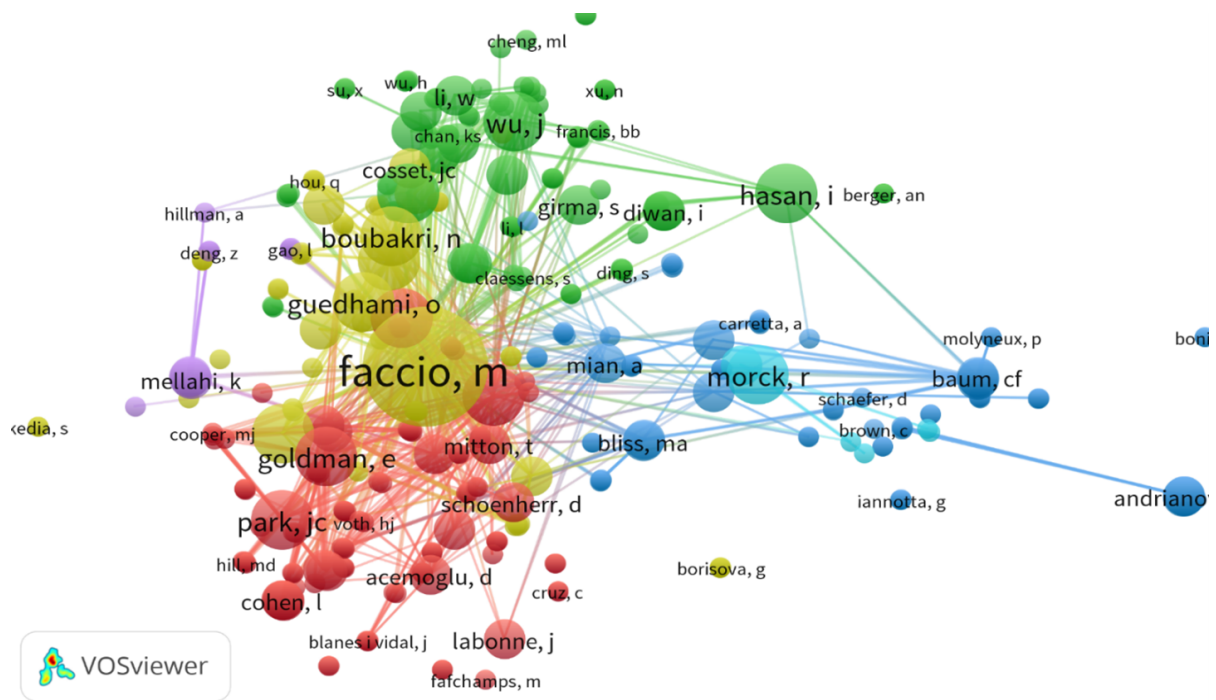 cheng, ml
su, x
wu, h
li, w
xu, n
wu, j
francis, bb
chan, ks
cosset, jc
hou, q
hasan, i
berger, an
hillman, a
girma, s
diwan, i
li, l
boubakri, n
deng, z
gao, l
claessens, s
ding, s
guedhami, o
carretta, a
molyneux, p
boni
faccio, m
mian, a
morck, r
baum, cf
mellahi, k
schaefer, d
kedia, s
cooper, mj
brown, c
goldman, e
mitton, t
bliss, ma
schoenherr, d
iannotta, g
andrianov
park, jc
voth, hj
hill, md
acemoglu, d
borisova, g
cohen, l
cruz, c
blanes i vidal, j
labonne, j
fafchamps, m
VOSviewer